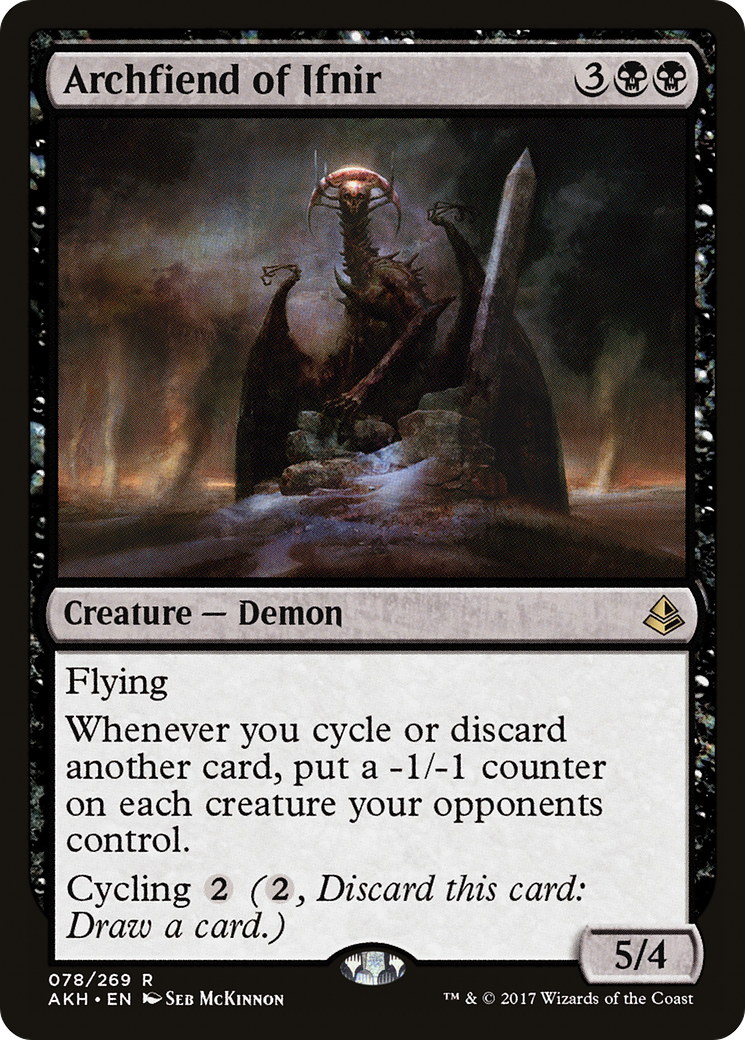 Archfiend of Ifnir 3
Creature — Demon
Flying
Whenever you cycle or discard
another card, put a -1/-1 counter
on each creature your opponents
control.
Cycling 2 (2, Discard this card:
Draw a card.)
5/4
078/269 R
AKH • EN Seb McKinnon
™ & © 2017 Wizards of the Coast